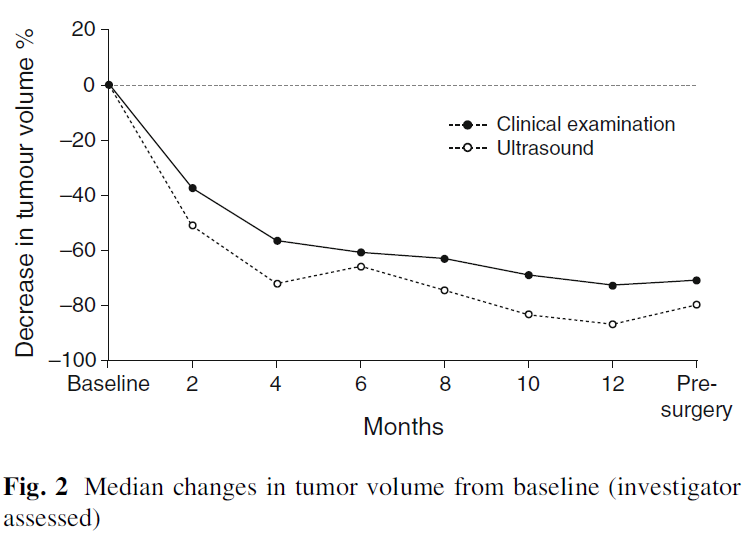 Decrease in tumour volume %
20
0
−20
−40
−60
−80
−100
Clinical examination
Ultrasound
Baseline 2 4 6 8 10 12 Pre-
surgery
Months
Fig. 2 Median changes in tumor volume from baseline (investigator
assessed)